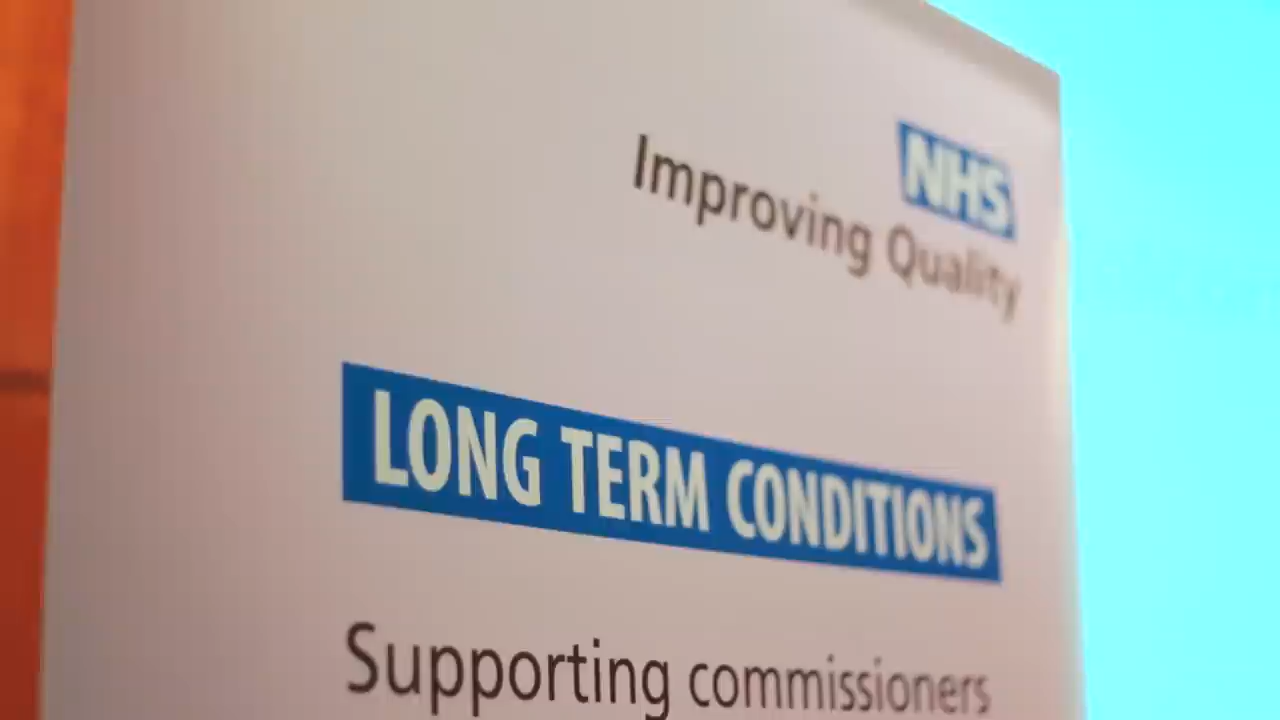 NHS
Improving Quality
LONG TERM CONDITIONS
Supporting commissioners